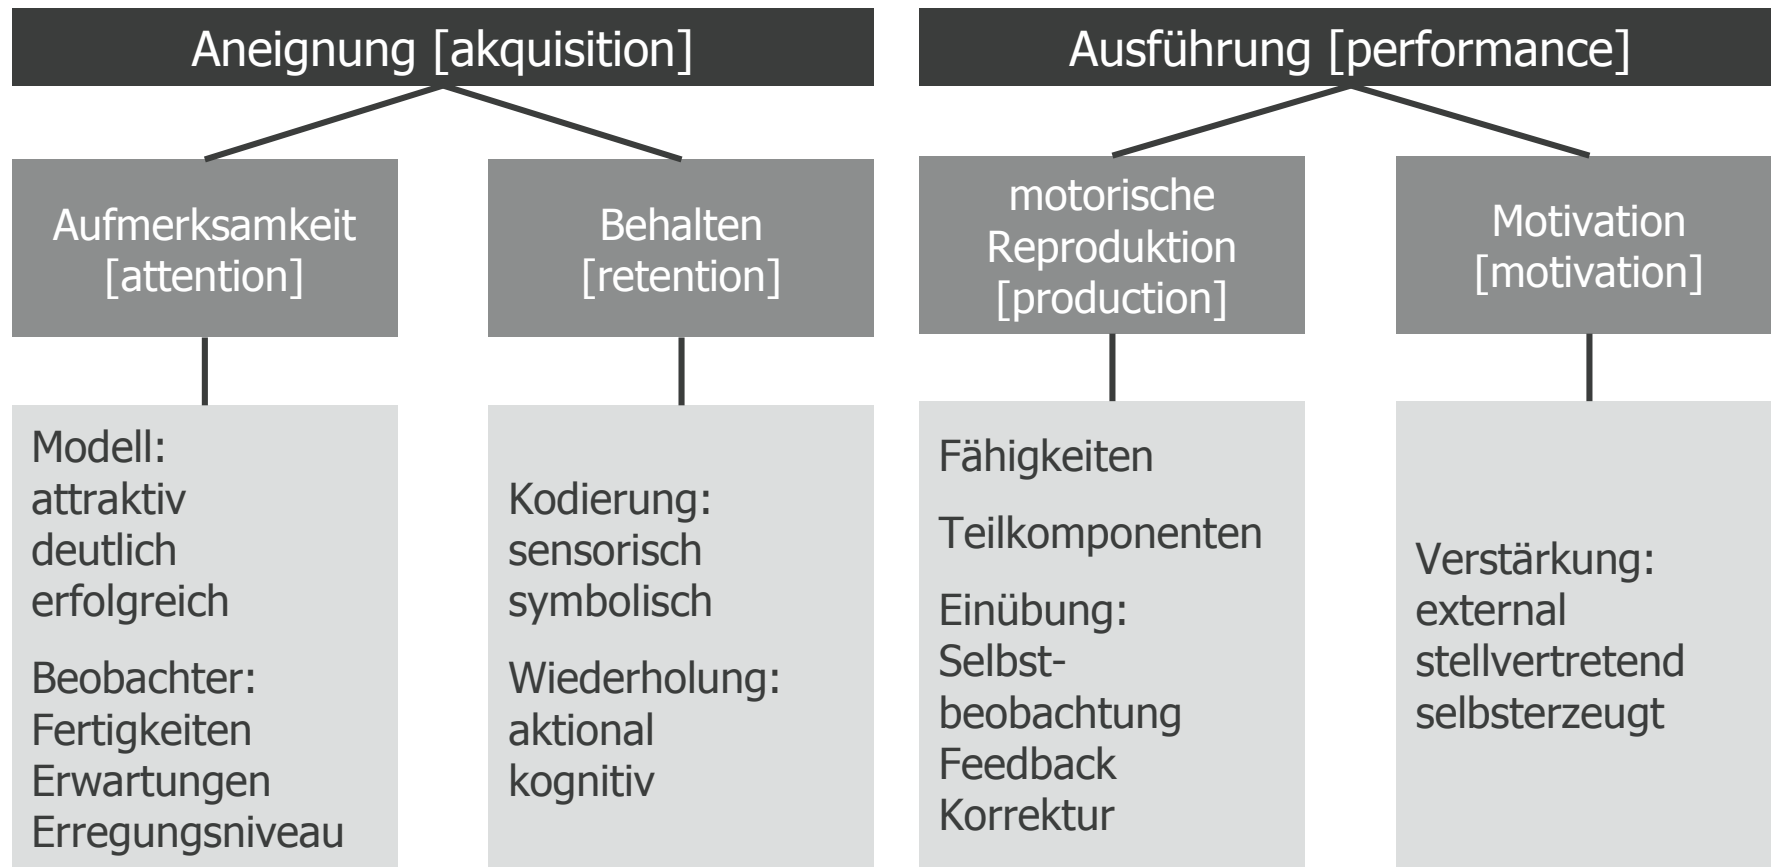 Aneignung [akquisition]
Aufmerksamkeit
[attention]
Modell:
attraktiv
deutlich
erfolgreich
Beobachter:
Fertigkeiten
Erwartungen
Erregungsniveau
Behalten
[retention]
Kodierung:
sensorisch
symbolisch
Wiederholung:
aktional
kognitiv
Ausführung [performance]
motorische
Reproduktion
[production]
Fähigkeiten
Teilkomponenten
Einübung:
Selbst-
beobachtung
Feedback
Korrektur
Motivation
[motivation]
Verstärkung:
external
stellvertretend
selbsterzeugt